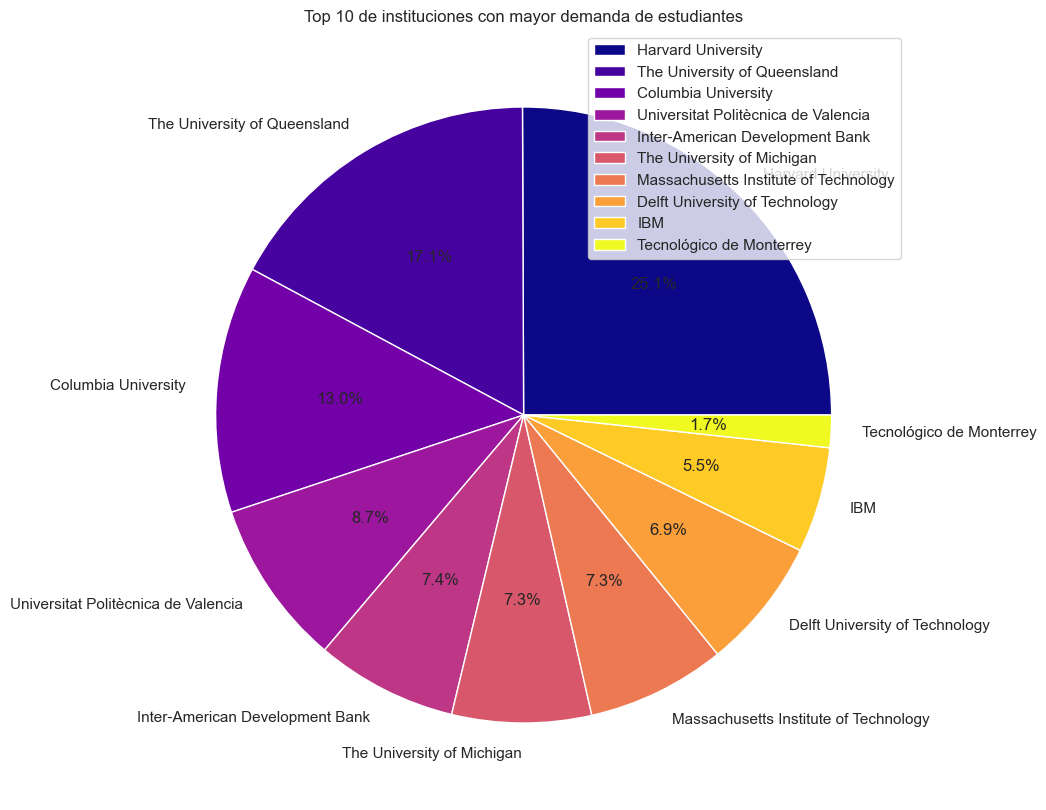 Top 10 de instituciones con mayor demanda de estudiantes
Harvard University
The University of Queensland
Columbia University
Universitat Politècnica de Valencia
Inter-American Development Bank
The University of Michigan
Massachusetts Institute of Technology
Delft University of Technology
IBM
Tecnológico de Monterrey
Harvard University
25.1%
The University of Queensland
17.1%
Columbia University
13.0%
Universitat Politècnica de Valencia
8.7%
Inter-American Development Bank
7.4%
The University of Michigan
7.3%
Massachusetts Institute of Technology
7.3%
Delft University of Technology
6.9%
IBM
5.5%
Tecnológico de Monterrey
1.7%